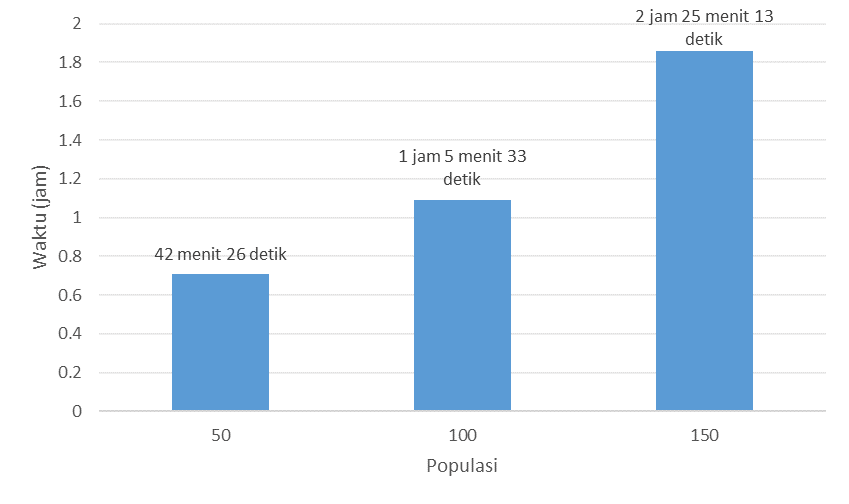 2 jam 25 menit 13
detik
2
1.8
1.6
1.4
1.2
1
0.8
0.6
0.4
0.2
0
Waktu (jam)
1 jam 5 menit 33
detik
42 menit 26 detik
50
100
150
Populasi